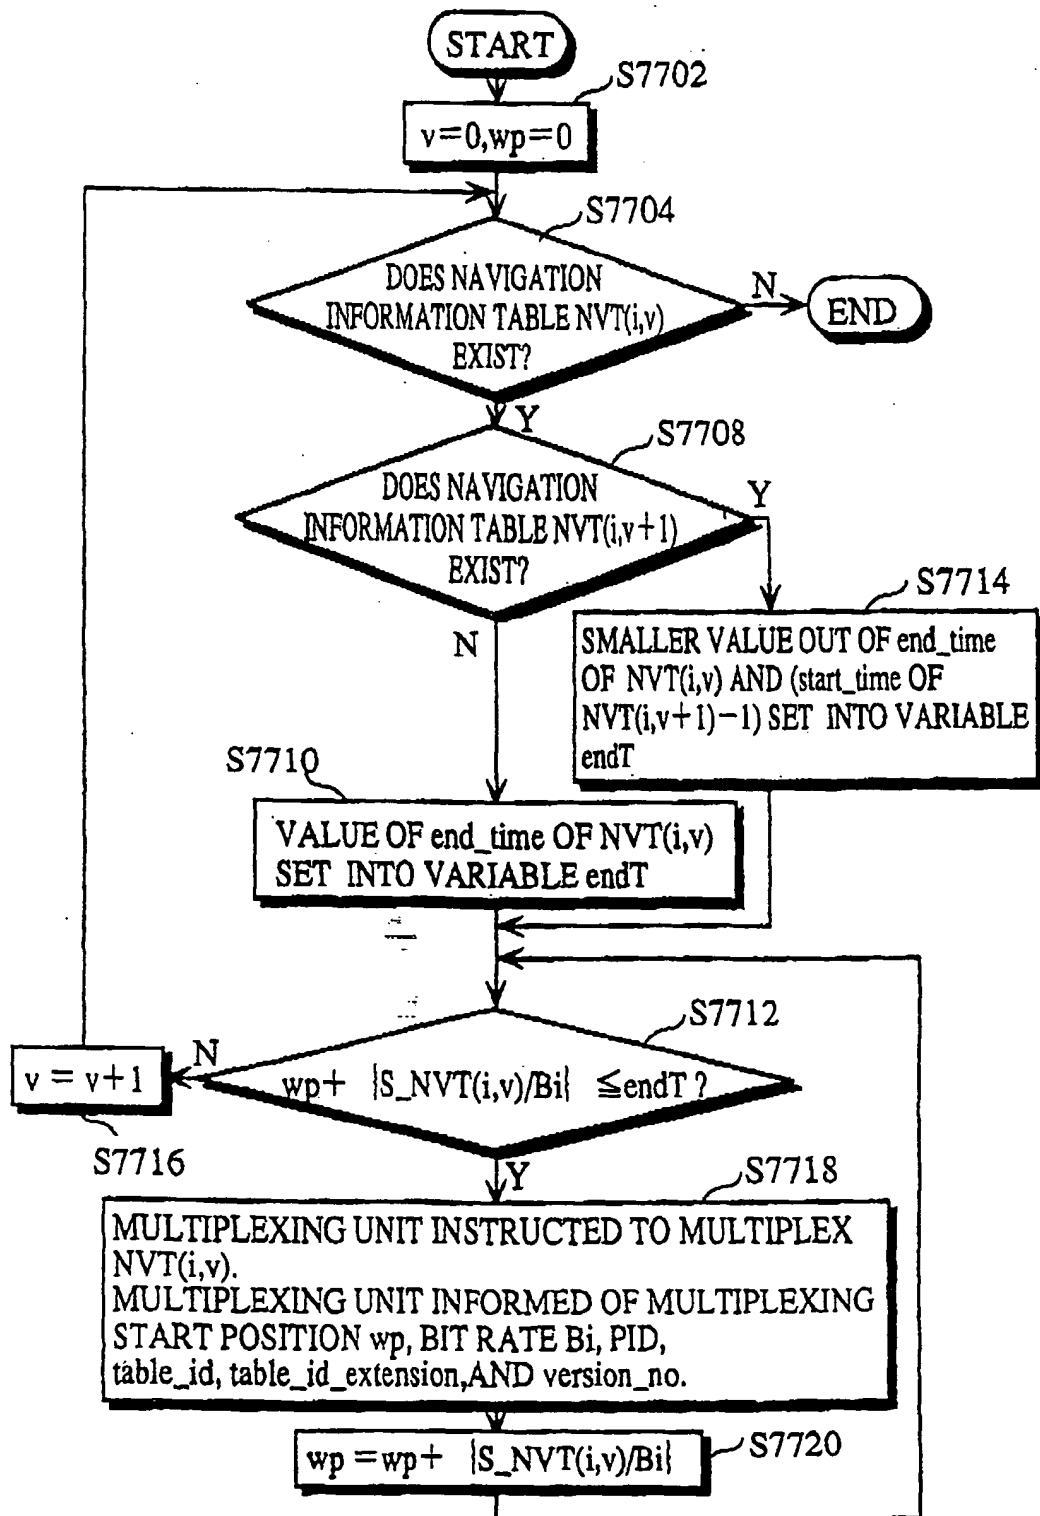 START
S7702
v=0,wp=0
S7704
DOES NAVIGATION
INFORMATION TABLE NVT(i,v)
EXIST?
N
END
Y
S7708
DOES NAVIGATION
INFORMATION TABLE NVT(i,v+1)
EXIST?
Y
N
S7714
SMALLER VALUE OUT OF end_time
OF NVT(i,v) AND (start_time OF
NVT(i,v+1)-1) SET INTO VARIABLE
endT
S7710
VALUE OF end_time OF NVT(i,v)
SET INTO VARIABLE endT
S7712
wp+ |S_NVT(i,v)/Bi| ≦endT?
N
v = v+1
S7716
Y
S7718
MULTIPLEXING UNIT INSTRUCTED TO MULTIPLEX
NVT(i,v).
MULTIPLEXING UNIT INFORMED OF MULTIPLEXING
START POSITION wp, BIT RATE Bi, PID,
table_id, table_id_extension,AND version_no.
wp=wp+ |S_NVT(i,v)/Bi|
S7720